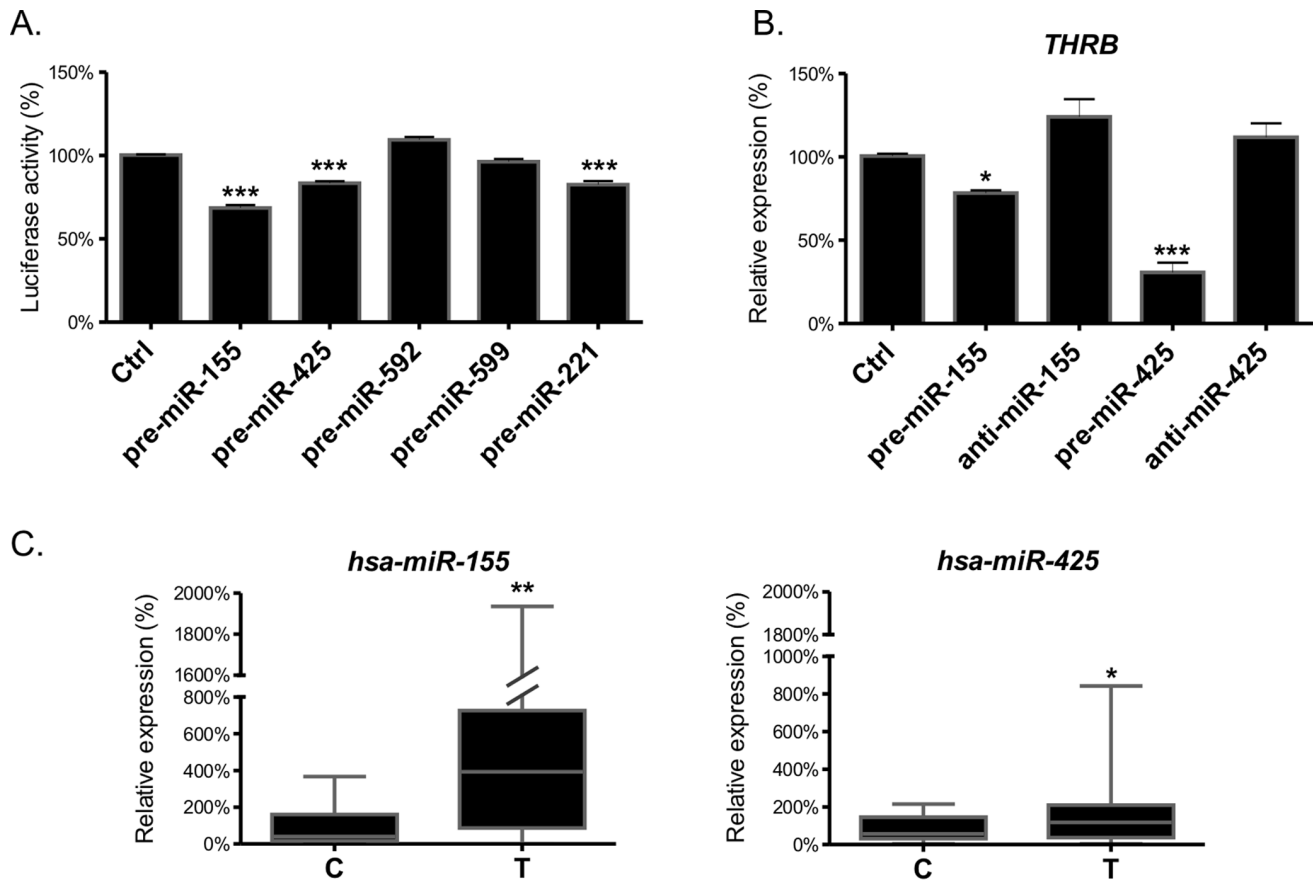 A.
Luciferase activity (%)
150%
100%
50%
0%
***
***
***
Ctrl
pre-miR-155
pre-miR-425
pre-miR-592
pre-miR-599
pre-miR-221
B.
THRB
Relative expression (%)
150%
100%
50%
0%
*
***
Ctrl
pre-miR-155
anti-miR-155
pre-miR-425
anti-miR-425
C.
hsa-miR-155
Relative expression (%)
2000%
1800%
1600%
800%
600%
400%
200%
0%
**
C
T
hsa-miR-425
Relative expression (%)
2000%
1800%
1000%
800%
600%
400%
200%
0%
*
C
T